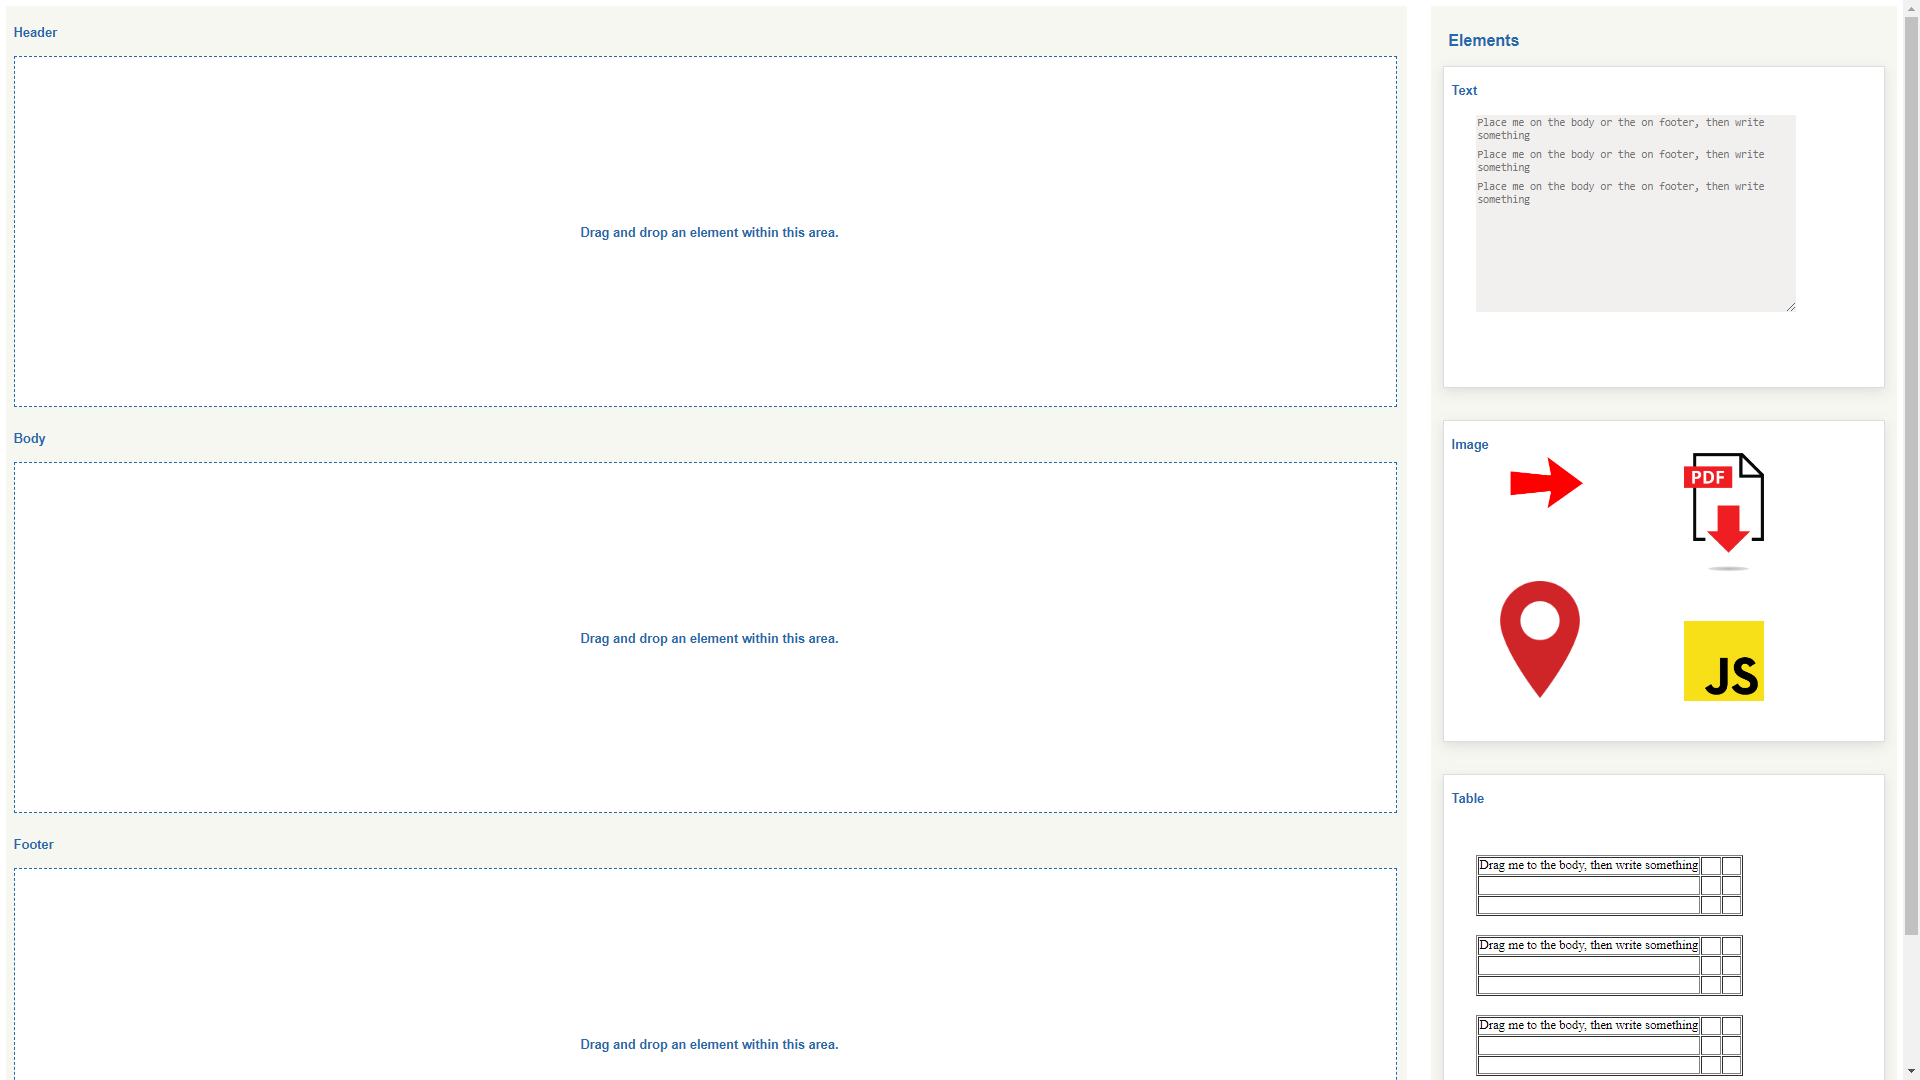 Header
Drag and drop an element within this area.
Body
Drag and drop an element within this area.
Footer
Drag and drop an element within this area.
Elements
Text
Place me on the body or the on footer, then write
something
Place me on the body or the on footer, then write
something
Place me on the body or the on footer, then write
something
Image
PDF
JS
Table
Drag me to the body, then write something
Drag me to the body, then write something
Drag me to the body, then write something